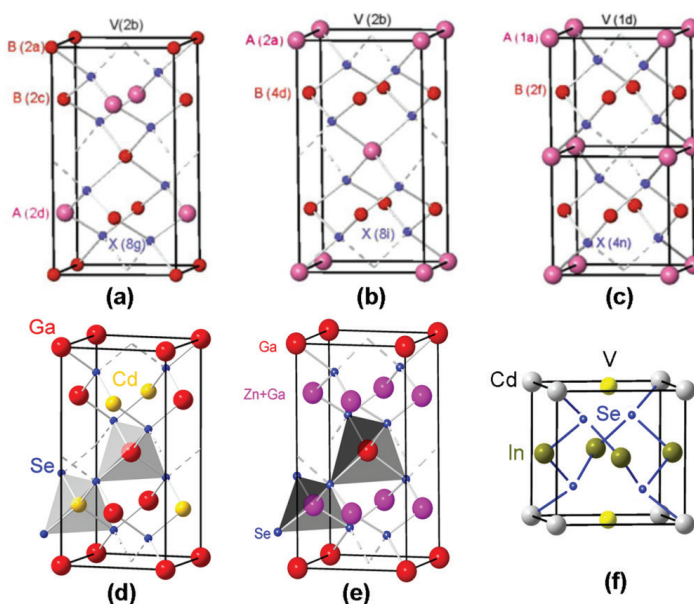 V(2b)
B (2a)
B (2c)
A (2d)
X (8g)
(a)
V (2b)
A (2a)
B (4d)
X (8i)
(b)
V (1d)
A (1a)
B (2f)
X (4n)
(c)
Ga
Cd
Se
(d)
Ga
Zn+Ga
Se
(e)
V
Cd
Se
In
(f)